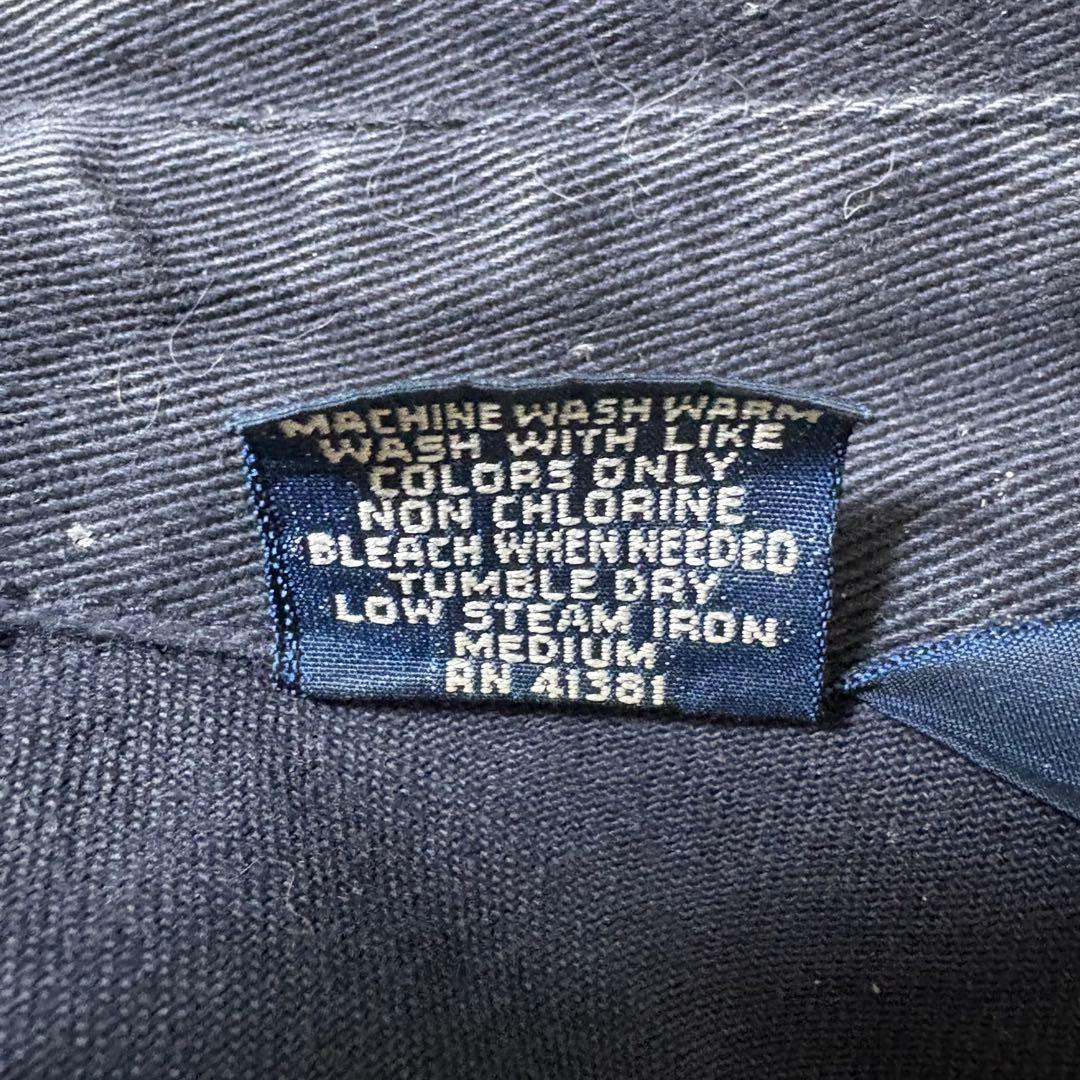 MACHINE WASH WARM
WASH WITH LIKE
COLORS ONLY
NON CHLORINE
BLEACH WHEN NEEDED
TUMBLE DRY
LOW STEAM IRON
MEDIUM
RN 41381